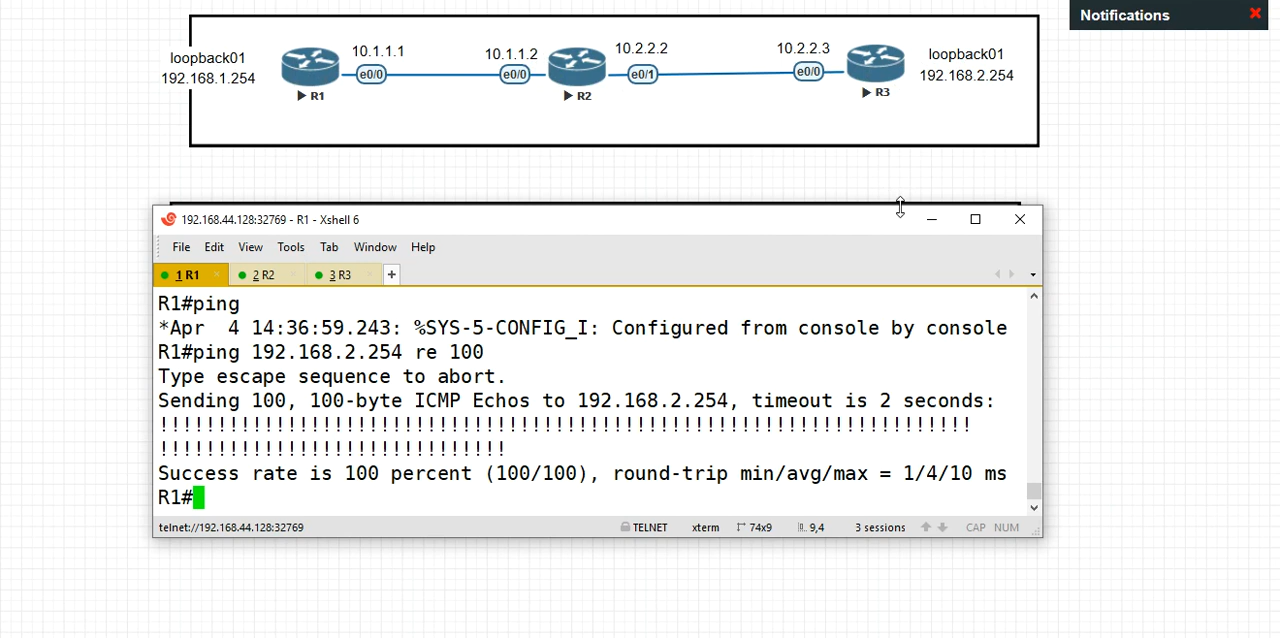 Notifications
loopback01
192.168.1.254
10.1.1.1
e0/0
R1
10.1.1.2
e0/0
R2
10.2.2.2
e0/1
10.2.2.3
e0/0
R3
loopback01
192.168.2.254
192.168.44.128:32769 - R1 - Xshell 6
File Edit View Tools Tab Window Help
1 R1 2 R2 3 R3 +
R1#ping
*Apr  4 14:36:59.243: %SYS-5-CONFIG_I: Configured from console by console
R1#ping 192.168.2.254 re 100
Type escape sequence to abort.
Sending 100, 100-byte ICMP Echos to 192.168.2.254, timeout is 2 seconds:
!!!!!!!!!!!!!!!!!!!!!!!!!!!!!!!!!!!!!!!!!!!!!!!!!!!!!!!!!!!!!!!!!!!!!!
!!!!!!!!!!!!!!!!!!!!!!!!!!!!!!
Success rate is 100 percent (100/100), round-trip min/avg/max = 1/4/10 ms
R1#
telnet://192.168.44.128:32769 TELNET xterm 74x9 9,4 3 sessions CAP NUM